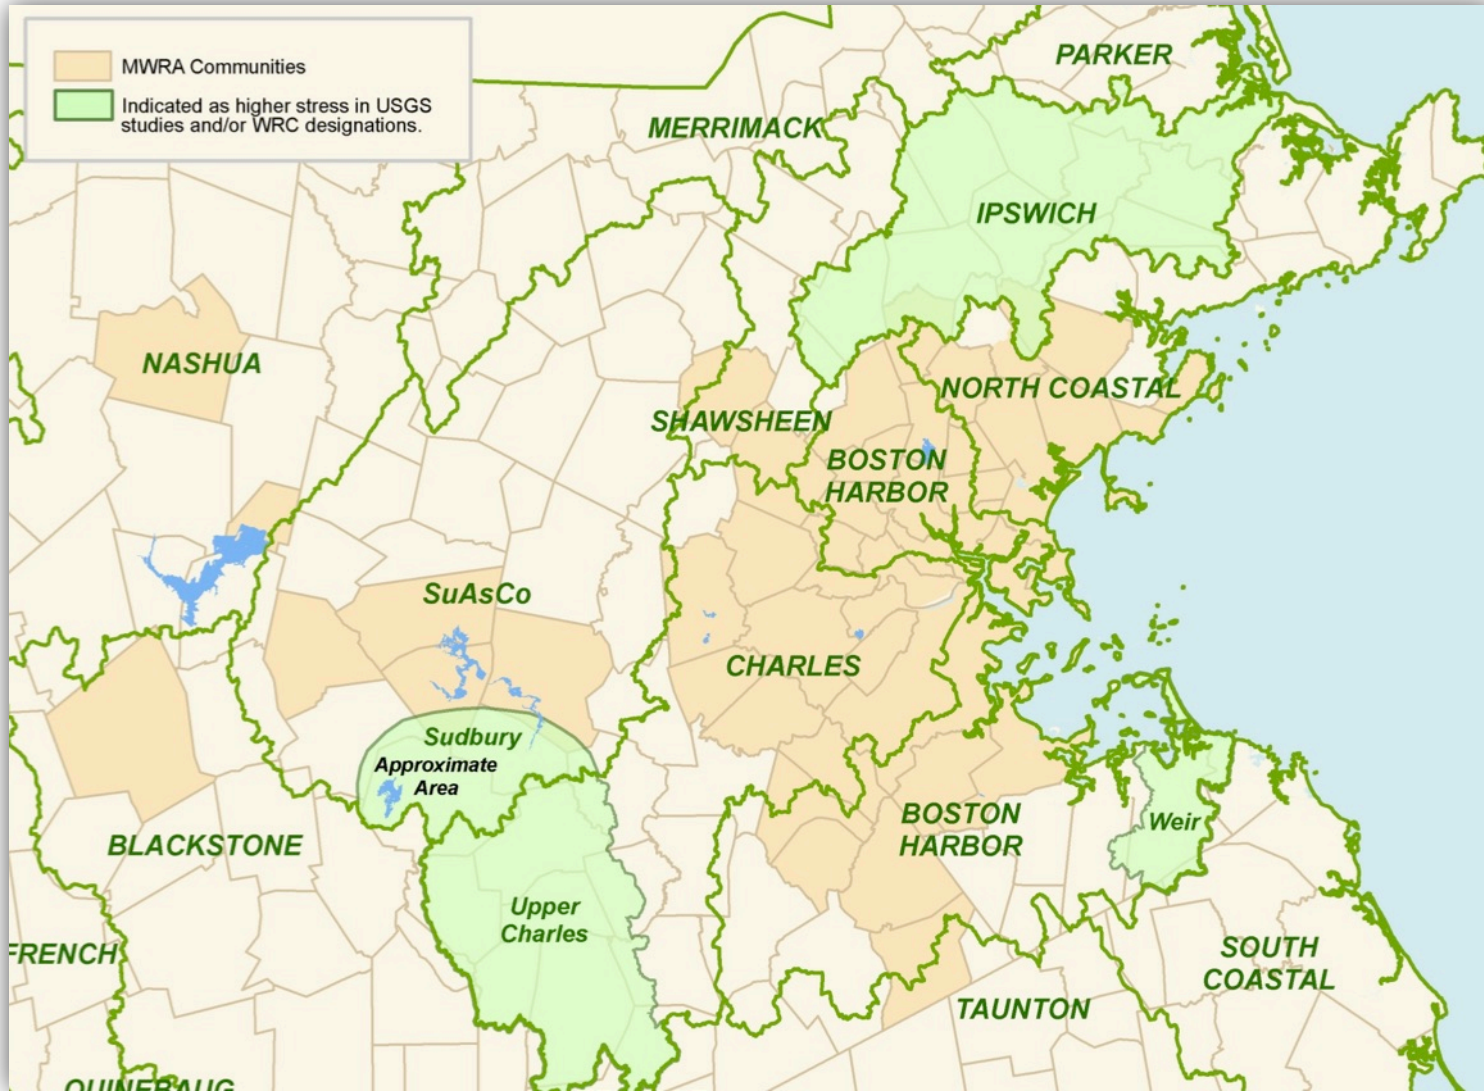 MWRA Communities
Indicated as higher stress in USGS
studies and/or WRC designations.
PARKER
MERRIMACK
IPSWICH
NASHUA
NORTH COASTAL
SHAWSHEEN
BOSTON
HARBOR
SuAsCo
CHARLES
Sudbury
Approximate
Area
BLACKSTONE
BOSTON
HARBOR
Weir
Upper
Charles
FRENCH
SOUTH
COASTAL
TAUNTON
QUINEBAUG